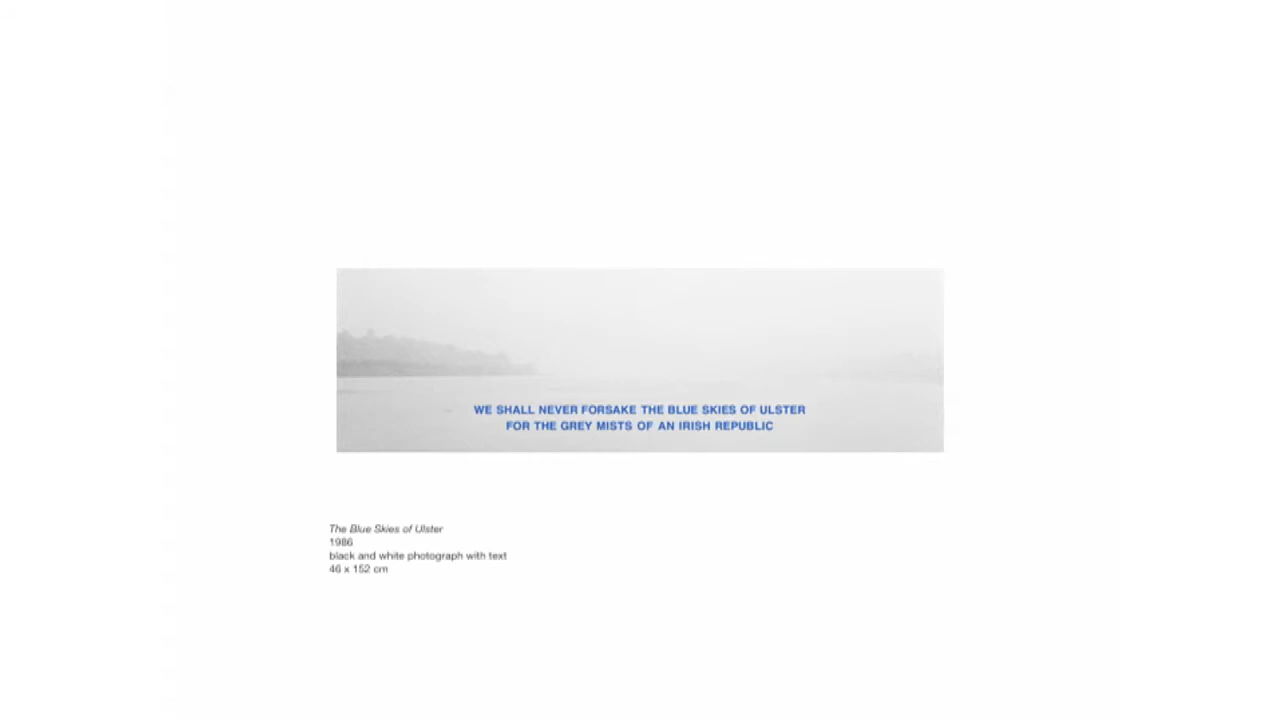 WE SHALL NEVER FORSAKE THE BLUE SKIES OF ULSTER
FOR THE GREY MISTS OF AN IRISH REPUBLIC
The Blue Skies of Ulster
1986
black and white photograph with text
46 x 152 cm